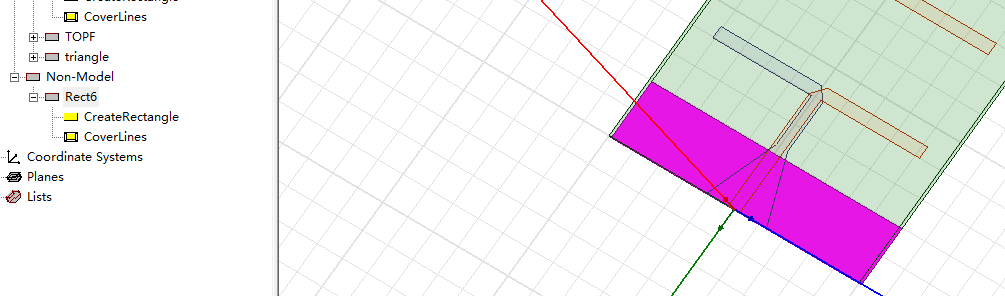 CoverLines
TOPF
triangle
Non-Model
Rect6
CreateRectangle
CoverLines
Coordinate Systems
Planes
Lists